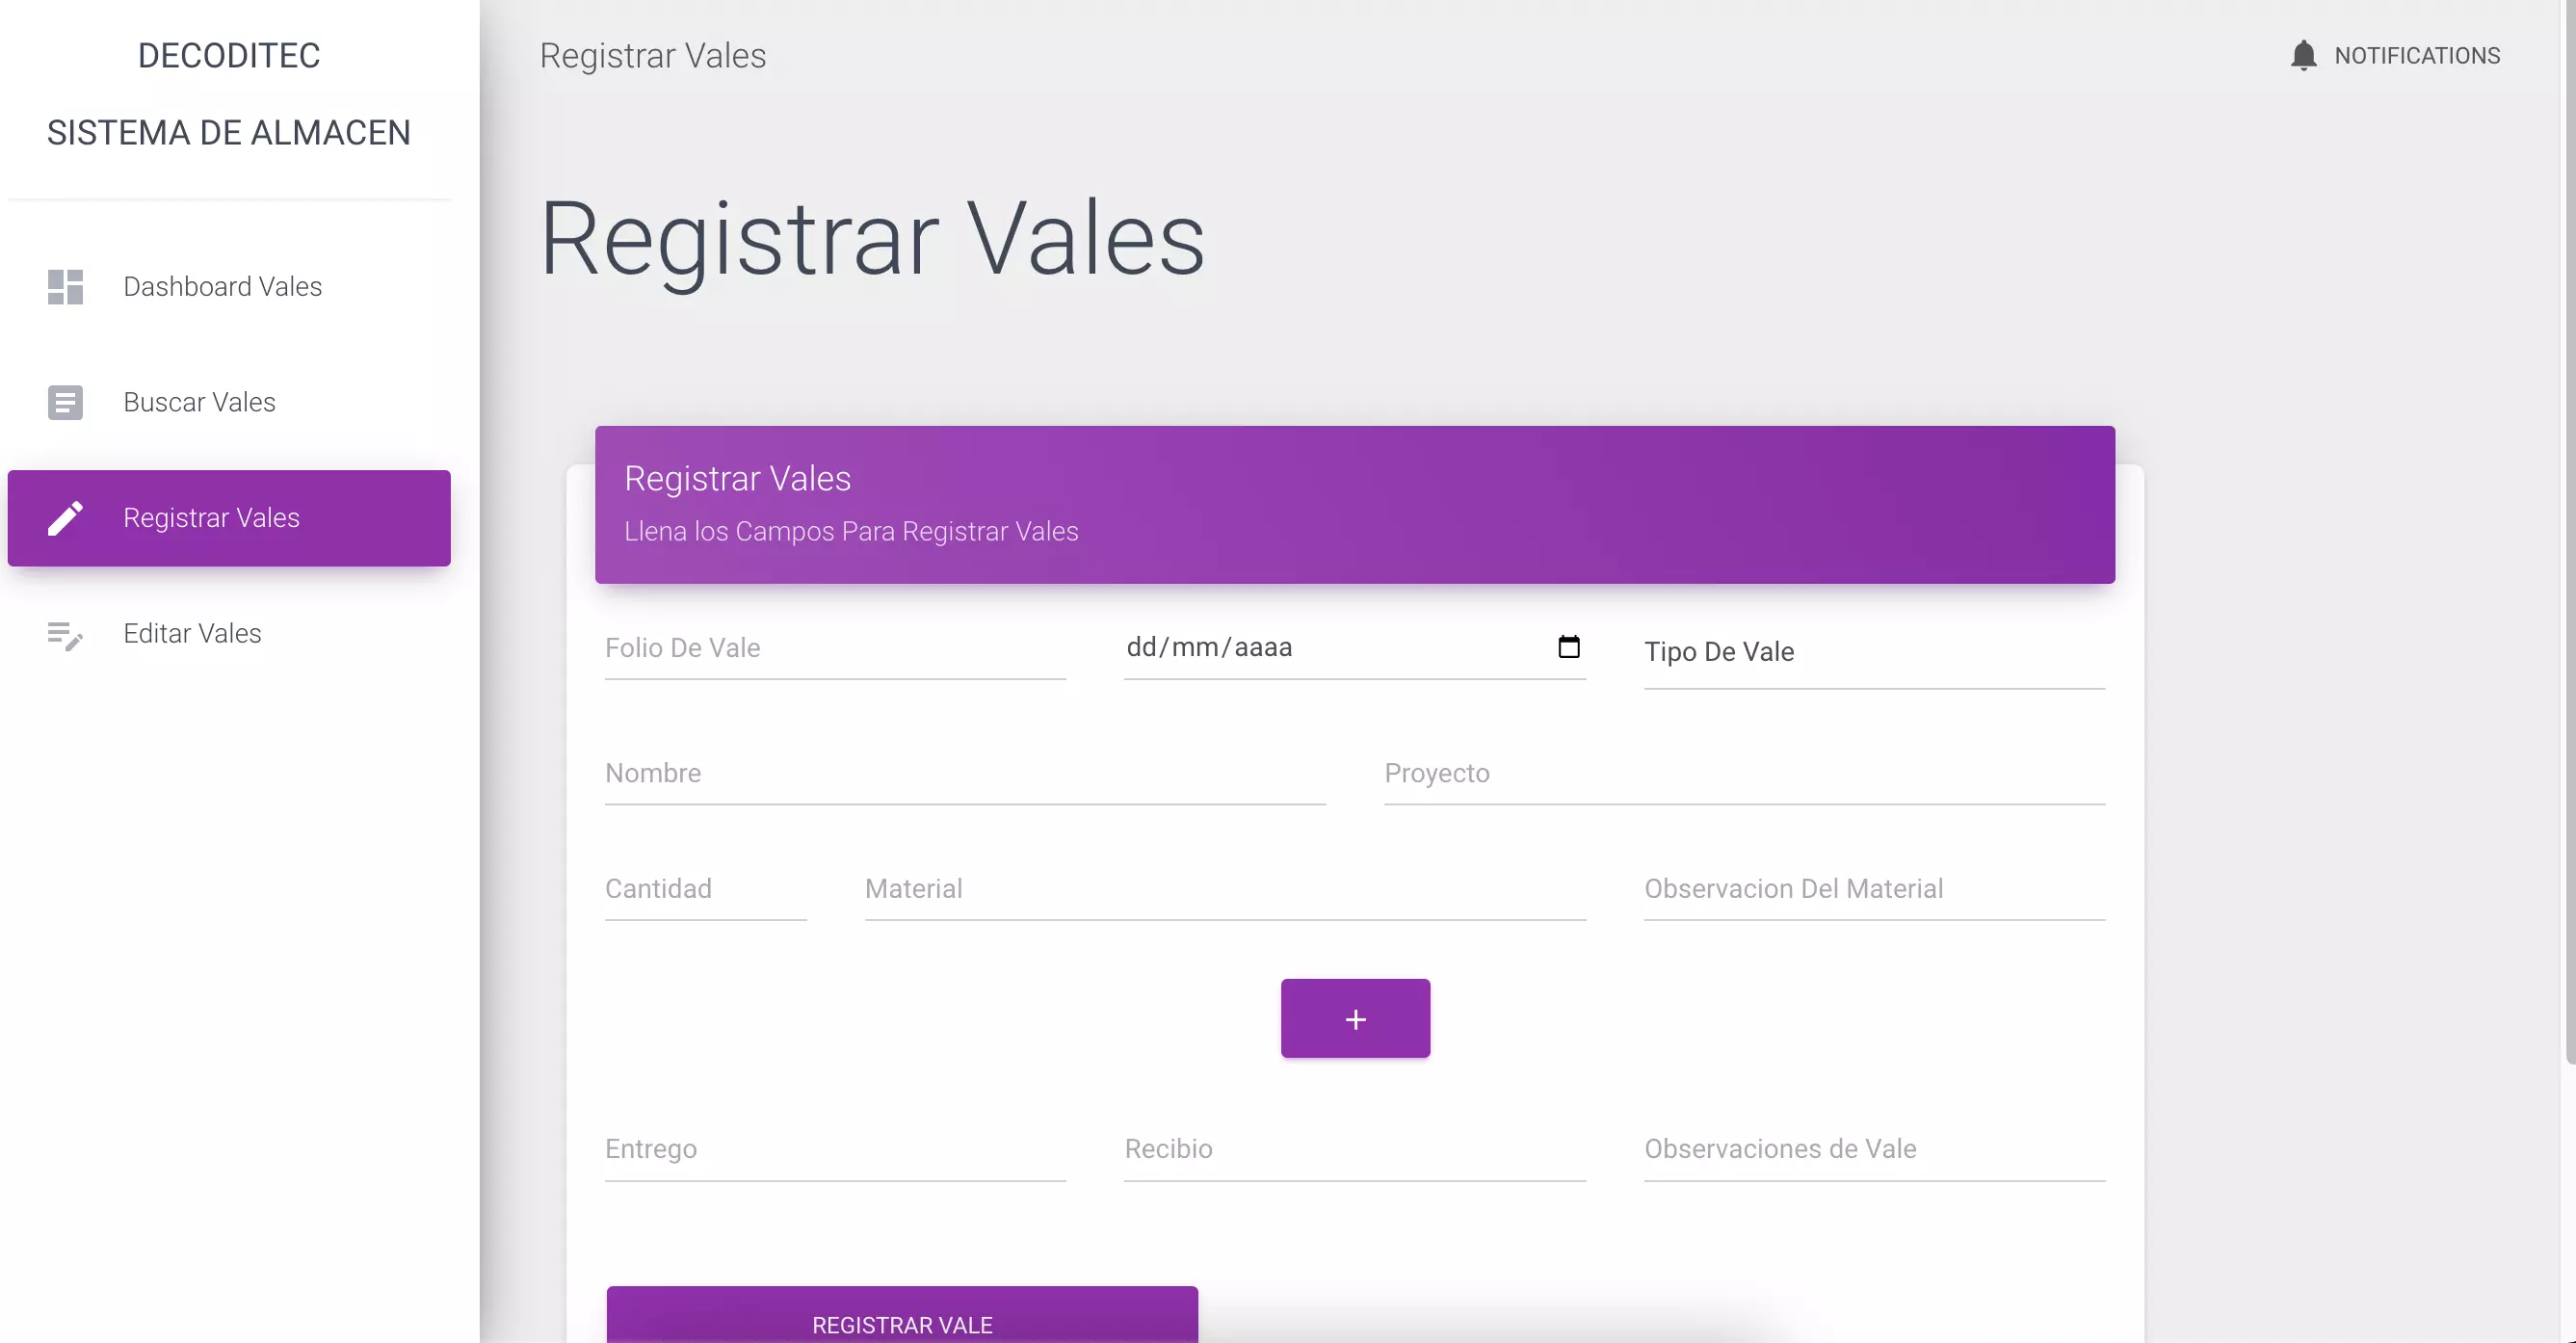 DECODITEC
SISTEMA DE ALMACEN
Dashboard Vales
Buscar Vales
Registrar Vales
Editar Vales
Registrar Vales
NOTIFICATIONS
Registrar Vales
Registrar Vales
Llena los Campos Para Registrar Vales
Folio De Vale
dd/mm/aaaa
Tipo De Vale
Nombre
Proyecto
Cantidad
Material
Observacion Del Material
+
Entrego
Recibio
Observaciones de Vale
REGISTRAR VALE